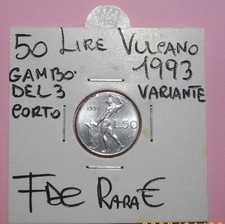 50 LIRE VULCANO
GAMBO 1993
DEL 3 VARIANTE
CORTO
L.50
FDC RARA €